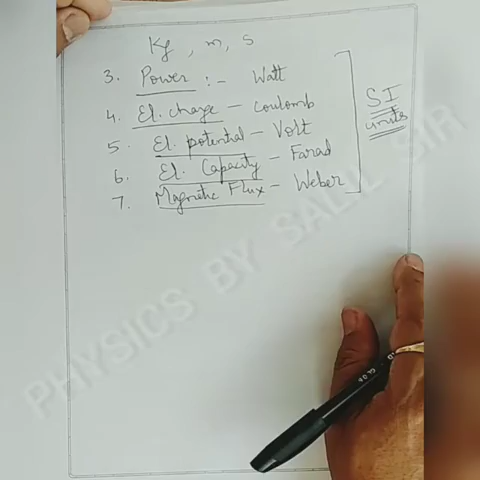 Kg, m, s
3. Power :- Watt
4. El. charge - Coulomb
5. El. potential - Volt
6. El. Capacity - Farad
7. Magnetic Flux - Weber
SI
units
PHYSICS BY SALIL SIR